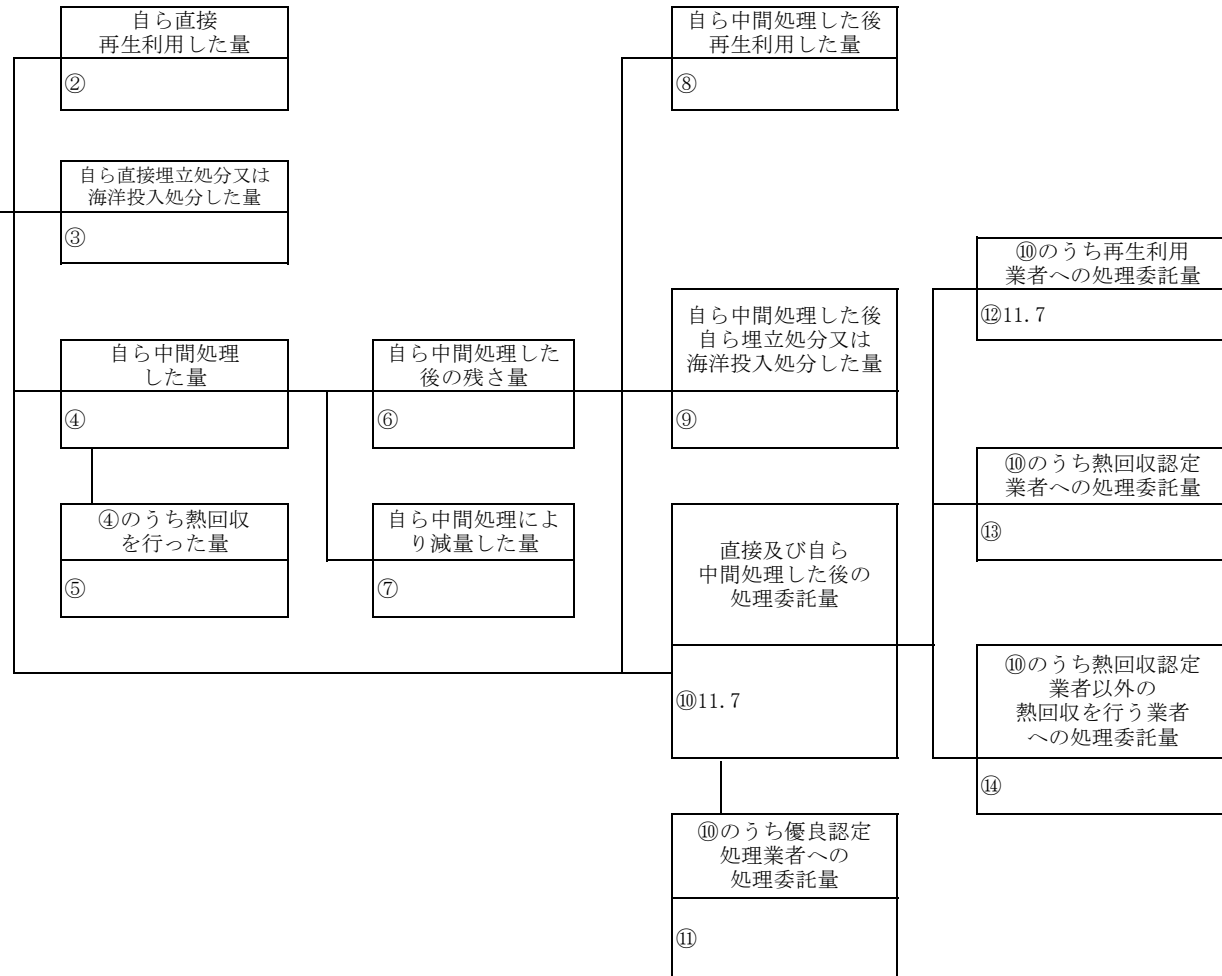 自ら直接
再生利用した量
②
自ら中間処理した後
再生利用した量
⑧
自ら直接埋立処分又は
海洋投入処分した量
③
⑩のうち再生利用
業者への処理委託量
⑫11.7
自ら中間処理
した量
④
自ら中間処理した
後の残さ量
⑥
自ら中間処理した後
自ら埋立処分又は
海洋投入処分した量
⑨
⑩のうち熱回収認定
業者への処理委託量
⑬
④のうち熱回収
を行った量
⑤
自ら中間処理によ
り減量した量
⑦
直接及び自ら
中間処理した後の
処理委託量
⑩11.7
⑩のうち熱回収認定
業者以外の
熱回収を行う業者
への処理委託量
⑭
⑩のうち優良認定
処理業者への
処理委託量
⑪